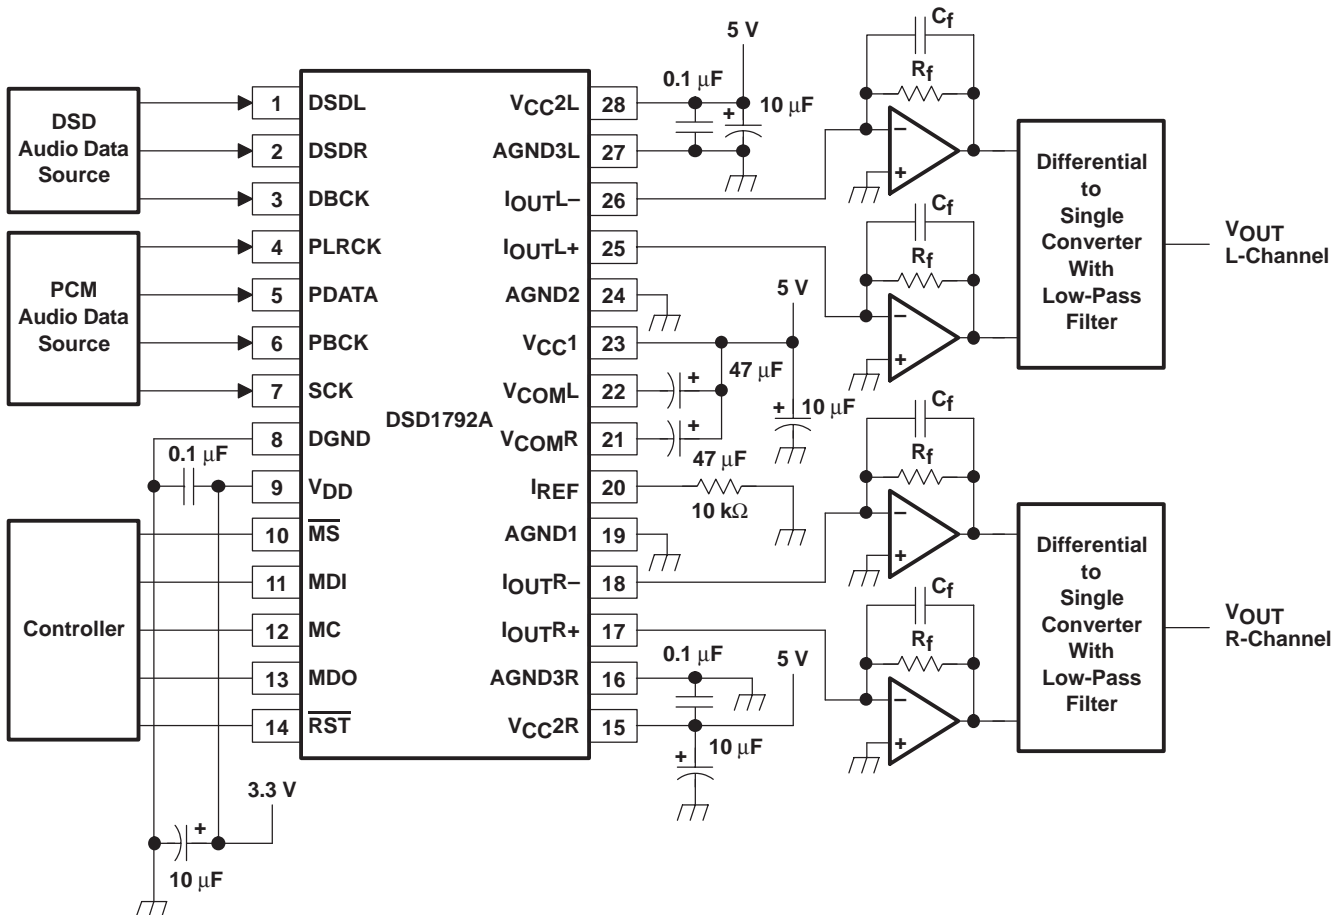 DSD
Audio Data
Source
PCM
Audio Data
Source
Controller
1 DSDL
2 DSDR
3 DBCK
4 PLRCK
5 PDATA
6 PBCK
7 SCK
8 DGND
9 VDD
10 MS
11 MDI
12 MC
13 MDO
14 RST
0.1 μF
3.3 V
+
10 μF
DSD1792A
VCC2L 28
AGND3L 27
IOUTL– 26
IOUTL+ 25
AGND2 24
VCC1 23
VCOML 22
VCOMR 21
IREF 20
AGND1 19
IOUTR– 18
IOUTR+ 17
AGND3R 16
VCC2R 15
5 V
0.1 μF
+
10 μF
5 V
47 μF
+
+
47 μF
+
10 μF
10 kΩ
0.1 μF
5 V
10 μF
+
Cf
Rf
–
+
Cf
Rf
–
+
Cf
Rf
–
+
Cf
Rf
–
+
Differential
to
Single
Converter
With
Low-Pass
Filter
VOUT
L-Channel
Differential
to
Single
Converter
With
Low-Pass
Filter
VOUT
R-Channel